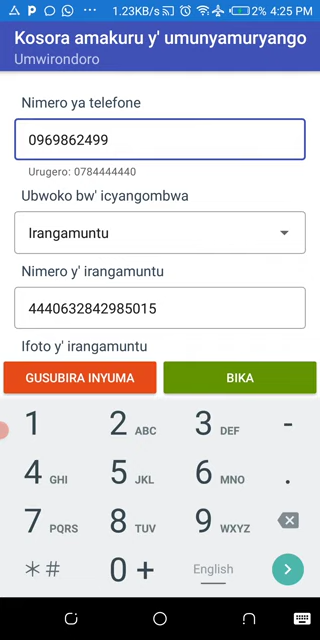 1.23KB/s 2% 4:25 PM
Kosora amakuru y' umunyamuryango
Umwirondoro
Nimero ya telefone
0969862499
Urugero: 0784444440
Ubwoko bw' icyangombwa
Irangamuntu
Nimero y' irangamuntu
4440632842985015
Ifoto y' irangamuntu
GUSUBIRA INYUMA BIKA
1 2 ABC 3 DEF -
4 GHI 5 JKL 6 MNO .
7 PQRS 8 TUV 9 WXYZ
*# 0 + English